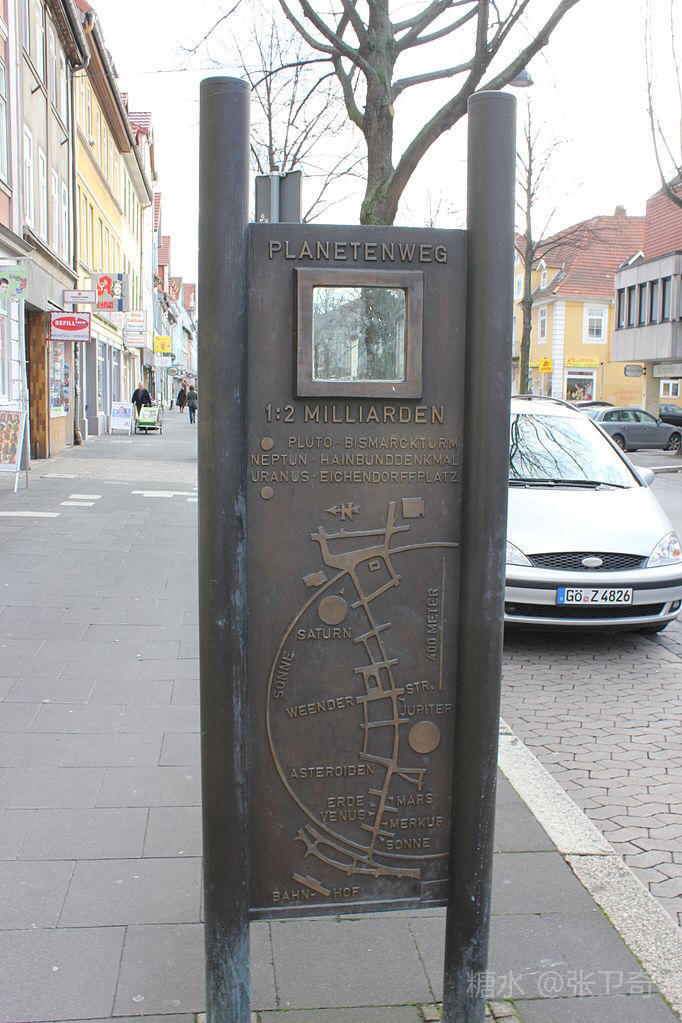 PLANETENWEG
1:2 MILLIARDEN
PLUTO · BISMARCKTURM
NEPTUN · HAINBUNDDENKMAL
URANUS · EICHENDORFFPLATZ
N
400 METER
SATURN
SONNE
WEENDER STR.
JUPITER
ASTEROIDEN
ERDE MARS
VENUS MERKUR
SONNE
BAHN-HOF
REFILL
GÖ Z 4826
糖水 @张卫奇